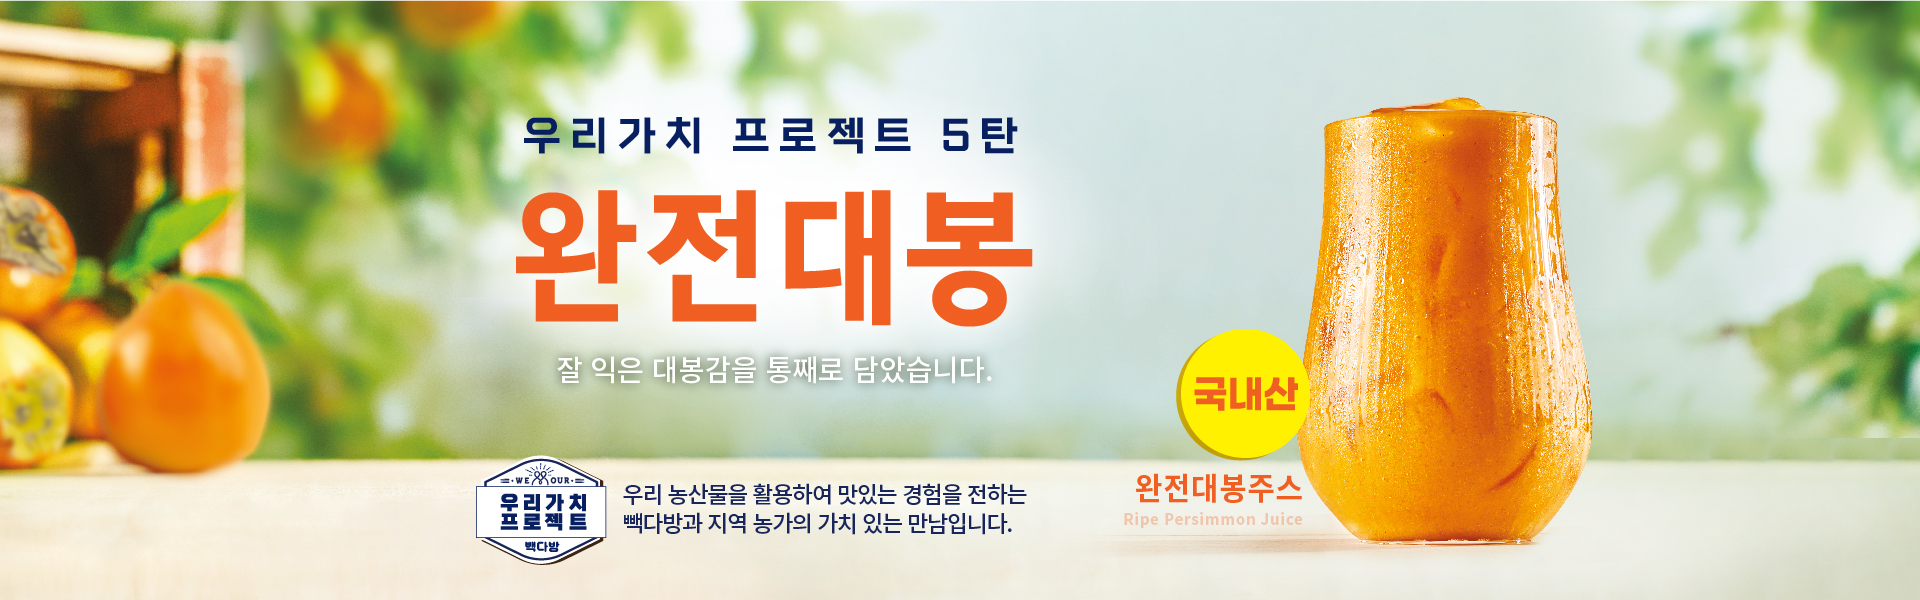 우리가치 프로젝트 5탄
완전대봉
잘 익은 대봉감을 통째로 담았습니다.
국내산
완전대봉주스
Ripe Persimmon Juice
WE OUR
우리가치
프로젝트
빽다방
우리 농산물을 활용하여 맛있는 경험을 전하는
빽다방과 지역 농가의 가치 있는 만남입니다.